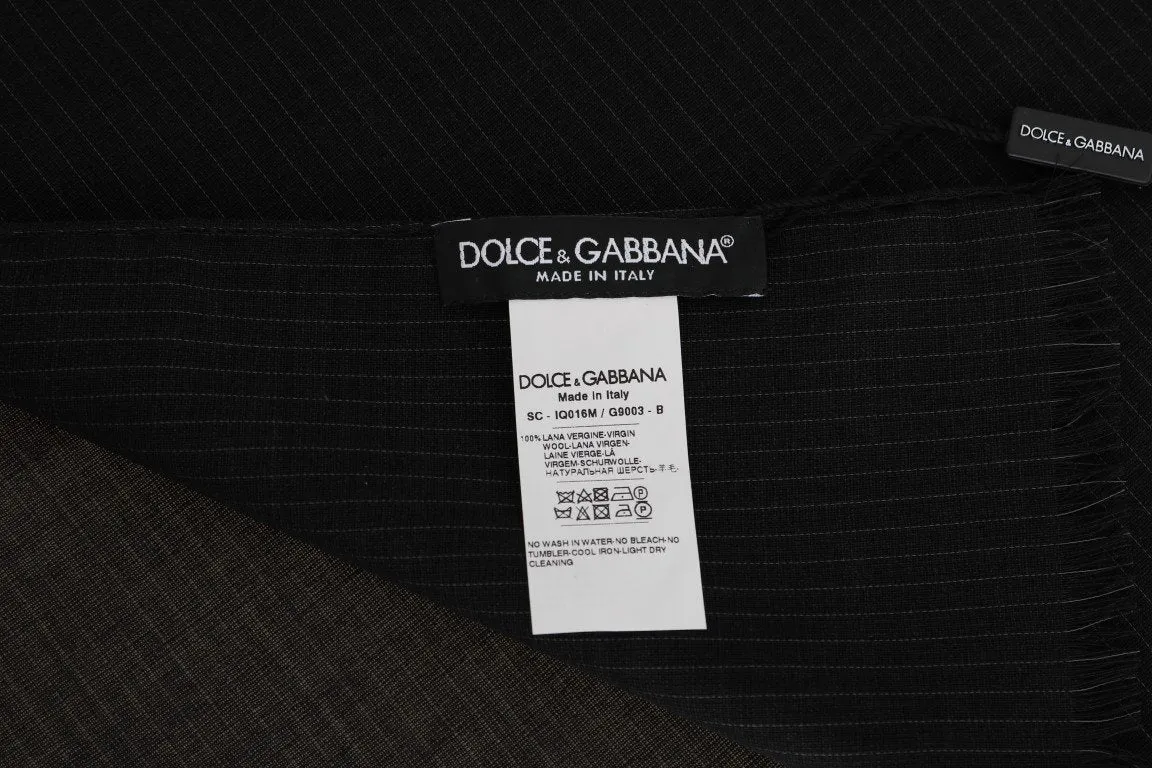 DOLCE & GABBANA
DOLCE & GABBANA®
MADE IN ITALY
DOLCE & GABBANA
Made in Italy
SC - IQ016M / G9003 - B
100% LANA VERGINE-VIRGIN
WOOL-LANA VIRGEN-
LAINE VIERGE-LÃ
VIRGEM-SCHURWOLLE-
НАТУРАЛЬНАЯ ШЕРСТЬ-羊毛-
P
P
NO WASH IN WATER-NO BLEACH-NO
TUMBLER-COOL IRON-LIGHT DRY
CLEANING